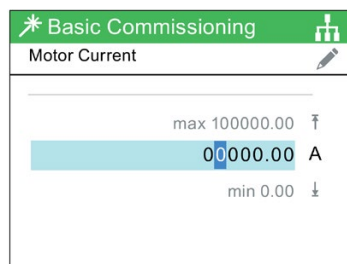 Basic Commissioning
Motor Current
max 100000.00
00000.00 A
min 0.00